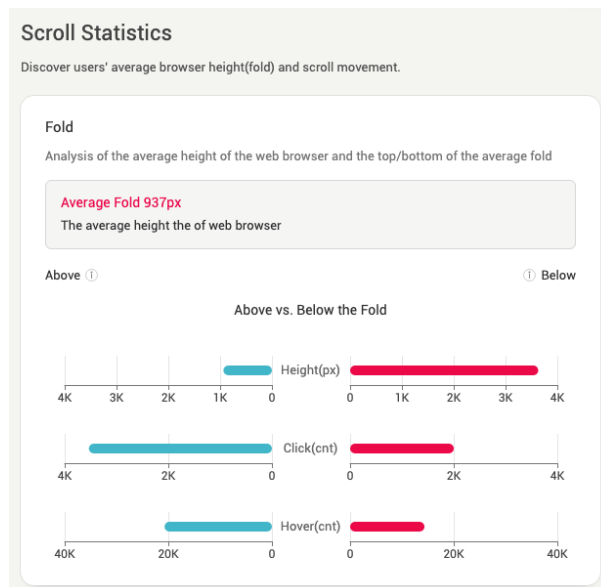 Scroll Statistics
Discover users' average browser height(fold) and scroll movement.
Fold
Analysis of the average height of the web browser and the top/bottom of the average fold
Average Fold 937px
The average height the of web browser
Above Below
Above vs. Below the Fold
Height(px)
4K 3K 2K 1K 0 0 1K 2K 3K 4K
Click(cnt)
4K 2K 0 0 2K 4K
Hover(cnt)
40K 20K 0 0 20K 40K